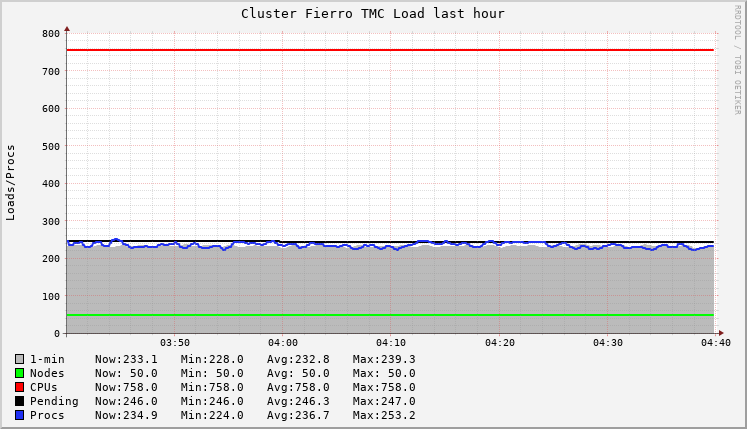 Cluster Fierro TMC Load last hour
RRDTOOL / TOBI OETIKER
Loads/Procs
800
700
600
500
400
300
200
100
0
03:50 04:00 04:10 04:20 04:30 04:40
1-min Now:233.1 Min:228.0 Avg:232.8 Max:239.3
Nodes Now: 50.0 Min: 50.0 Avg: 50.0 Max: 50.0
CPUs Now:758.0 Min:758.0 Avg:758.0 Max:758.0
Pending Now:246.0 Min:246.0 Avg:246.3 Max:247.0
Procs Now:234.9 Min:224.0 Avg:236.7 Max:253.2